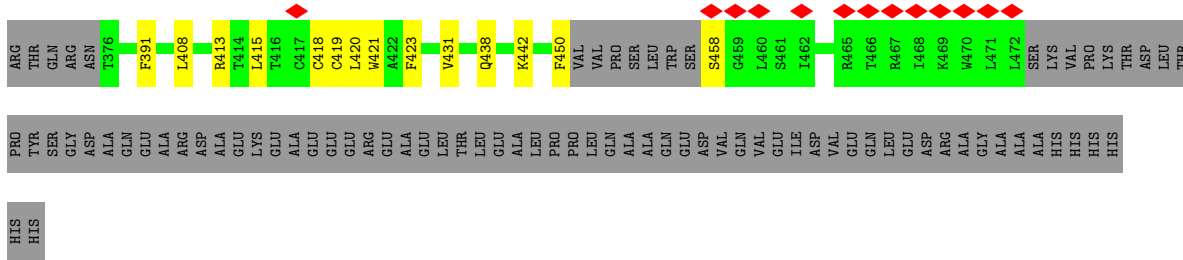 ARG THR GLN ARG ASN T376 F391 L408 R413 T414 L415 T416 C417 C418 C419 L420 W421 A422 F423 V431 Q438 K442 F450 VAL VAL PRO SER LEU TRP SER S458 G459 L460 S461 I462 R465 T466 R467 I468 K469 W470 L471 L472 SER LYS VAL PRO LYS THR ASP LEU THR
PRO TYR SER GLY ASP ALA GLN GLU ALA ARG ASP ALA GLU LYS GLU ALA GLU GLU GLU ARG GLU ALA GLU LEU THR LEU GLU ALA LEU PRO PRO LEU GLN ALA ALA GLN GLU ASP VAL GLN VAL GLU ILE ASP VAL GLU GLN LEU GLU ASP ARG ALA GLY ALA ALA ALA HIS HIS HIS HIS
HIS HIS